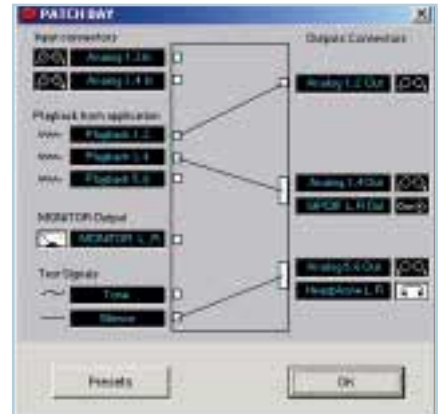 PATCH BAY
Input connectors
Outputs Connectors
Analog 1,2 In
Analog 3,4 In
Analog 1,2 Out
Playback from application
Playback 1,2
Playback 3,4
Playback 5,6
Analog 3,4 Out
S/PDIF L,R Out
MONITOR Output
MONITOR L,R
Analog 5,6 Out
Headphone L,R
Test Signals
Tone
Silence
Presets
OK